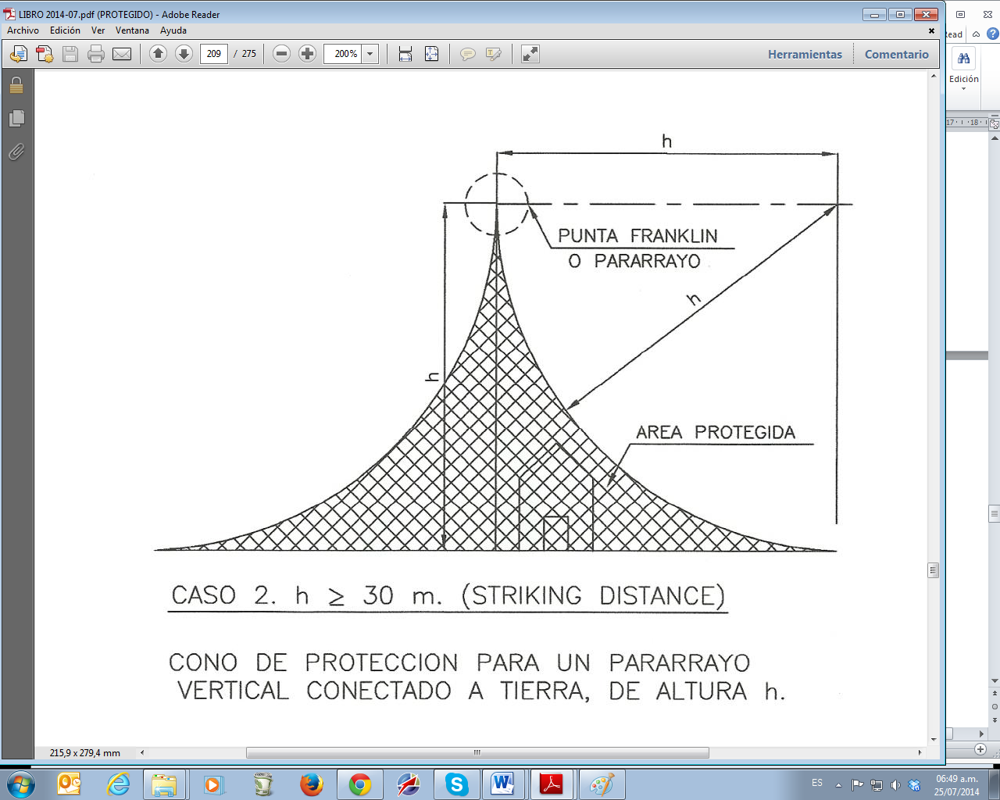 LIBRO 2014-07.pdf (PROTEGIDO) - Adobe Reader
Archivo Edición Ver Ventana Ayuda
209 / 275 200% Herramientas Comentario
Edición
17 · 18
h
PUNTA FRANKLIN
O PARARRAYO
h
h
AREA PROTEGIDA
CASO 2. h ≥ 30 m. (STRIKING DISTANCE)
CONO DE PROTECCION PARA UN PARARRAYO
VERTICAL CONECTADO A TIERRA, DE ALTURA h.
215,9 x 279,4 mm
ES
06:49 a.m.
25/07/2014